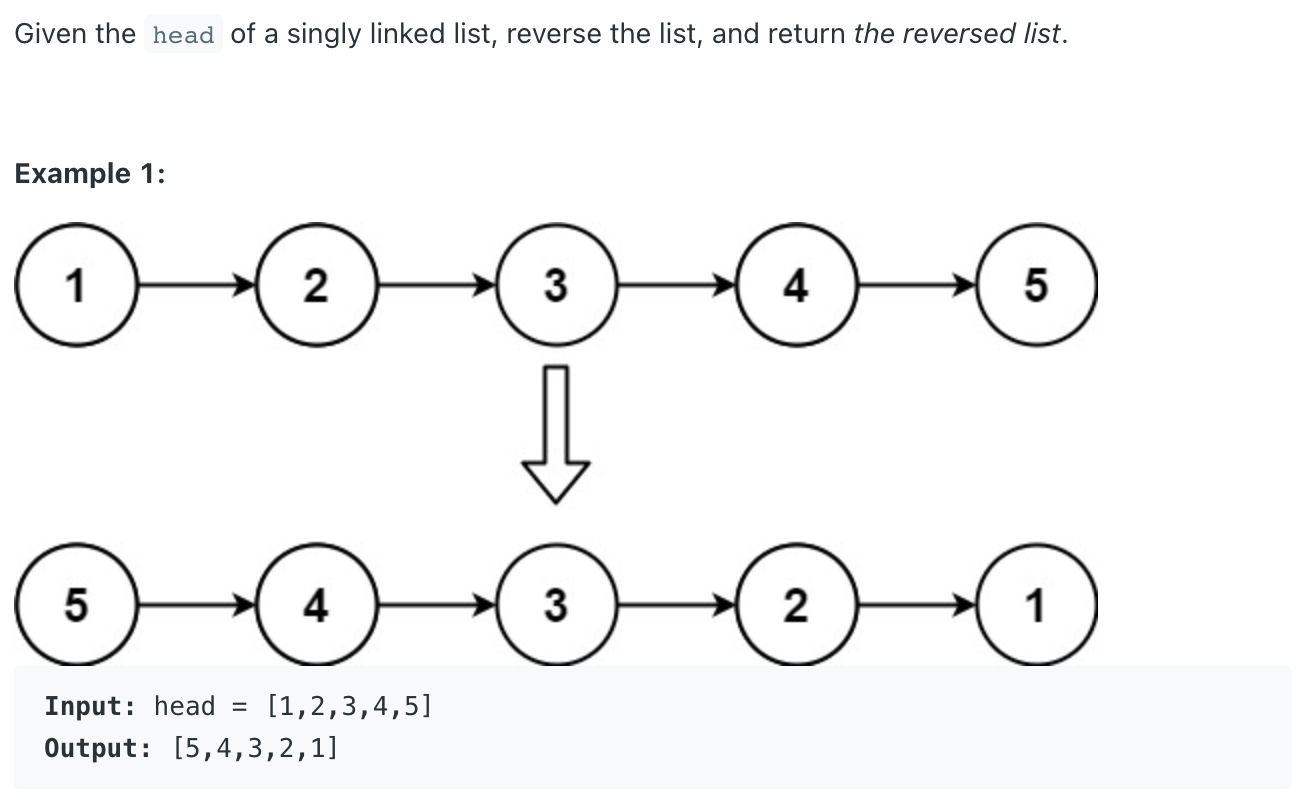 Given the head of a singly linked list, reverse the list, and return the reversed list.
Example 1:
1 2 3 4 5
5 4 3 2 1
Input: head = [1,2,3,4,5]
Output: [5,4,3,2,1]